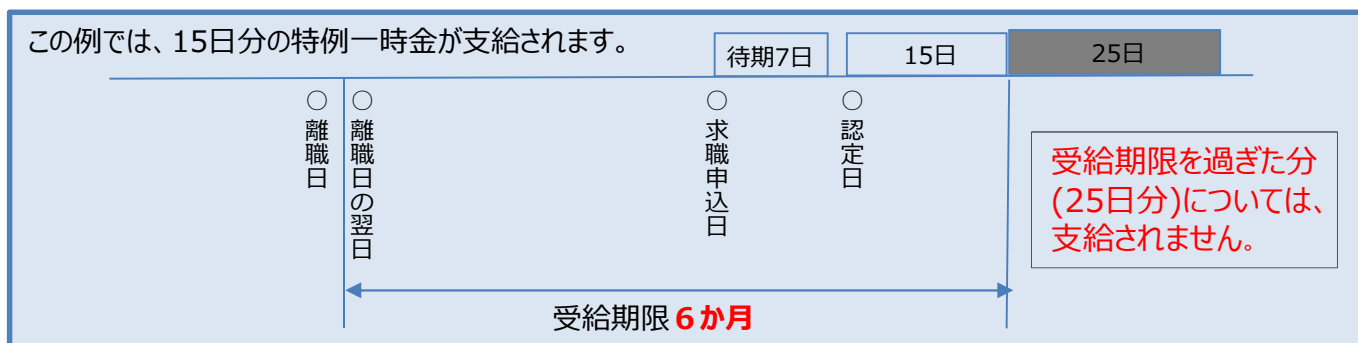 この例では、15日分の特例一時金が支給されます。
待期7日
15日
25日
○離職日
○離職日の翌日
○求職申込日
○認定日
受給期限を過ぎた分
(25日分)については、
支給されません。
受給期限６か月